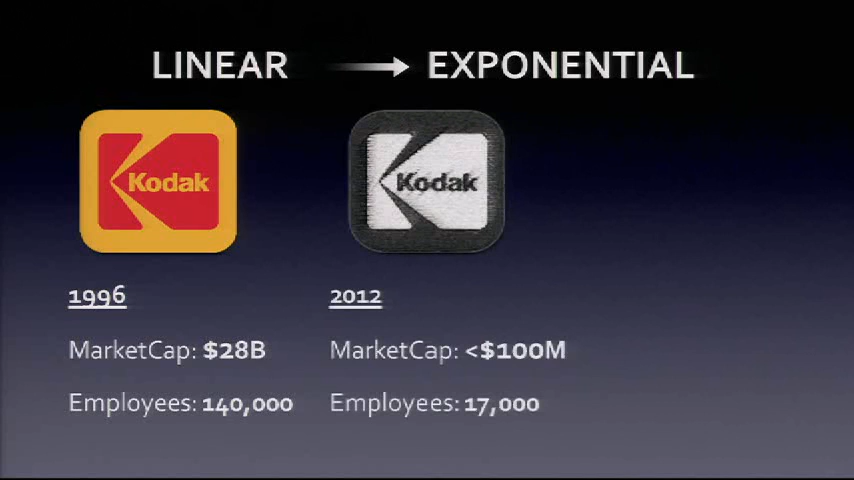 LINEAR → EXPONENTIAL
Kodak
Kodak
1996
2012
MarketCap: $28B
MarketCap: <$100M
Employees: 140,000
Employees: 17,000